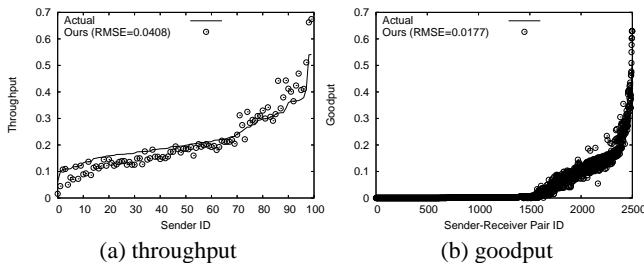 Actual
Ours (RMSE=0.0408)
Throughput
0.7
0.6
0.5
0.4
0.3
0.2
0.1
0
0 10 20 30 40 50 60 70 80 90 100
Sender ID
(a) throughput
Actual
Ours (RMSE=0.0177)
Goodput
0.7
0.6
0.5
0.4
0.3
0.2
0.1
0
0 500 1000 1500 2000 2500
Sender-Receiver Pair ID
(b) goodput